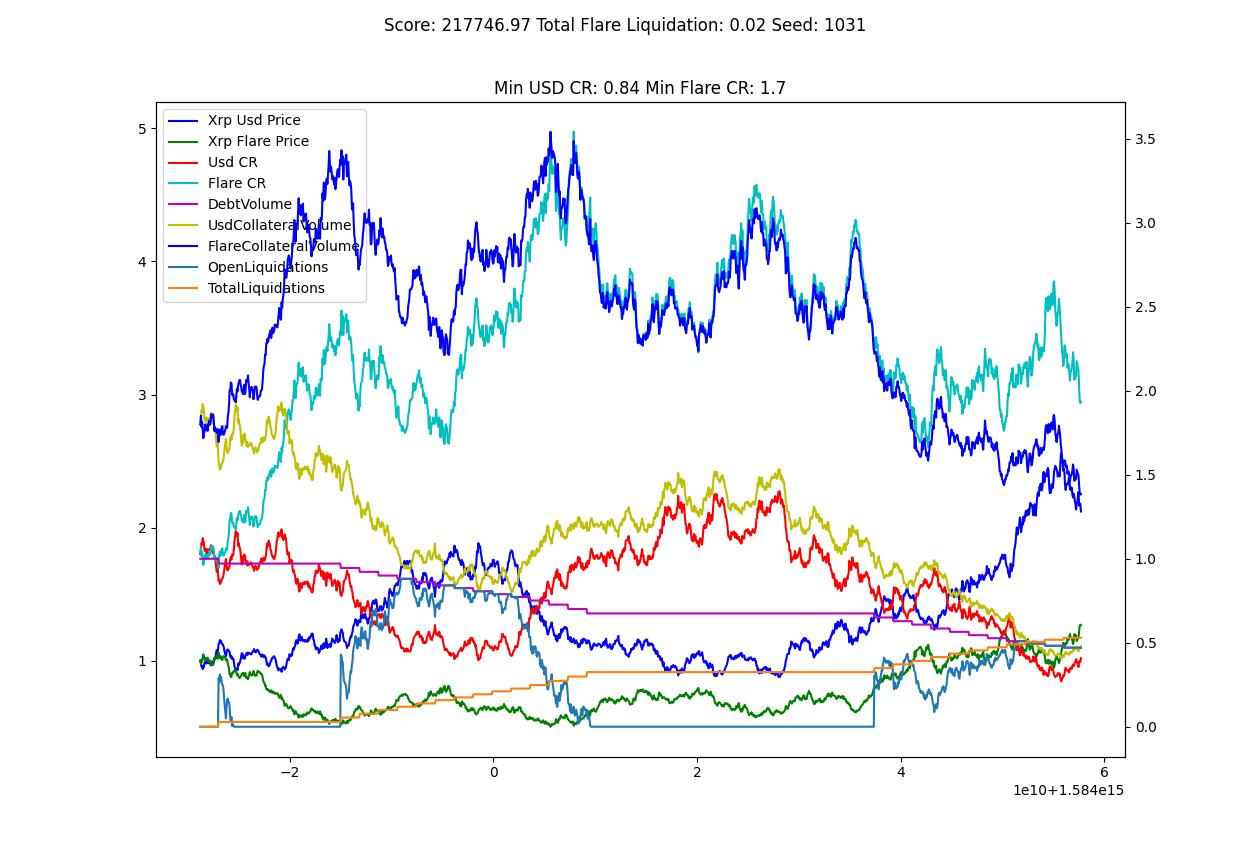 Score: 217746.97 Total Flare Liquidation: 0.02 Seed: 1031
Min USD CR: 0.84 Min Flare CR: 1.7
Xrp Usd Price
Xrp Flare Price
Usd CR
Flare CR
DebtVolume
UsdCollateralVolume
FlareCollateralVolume
OpenLiquidations
TotalLiquidations
5
4
3
2
1
3.5
3.0
2.5
2.0
1.5
1.0
0.5
0.0
−2
0
2
4
6
1e10+1.584e15